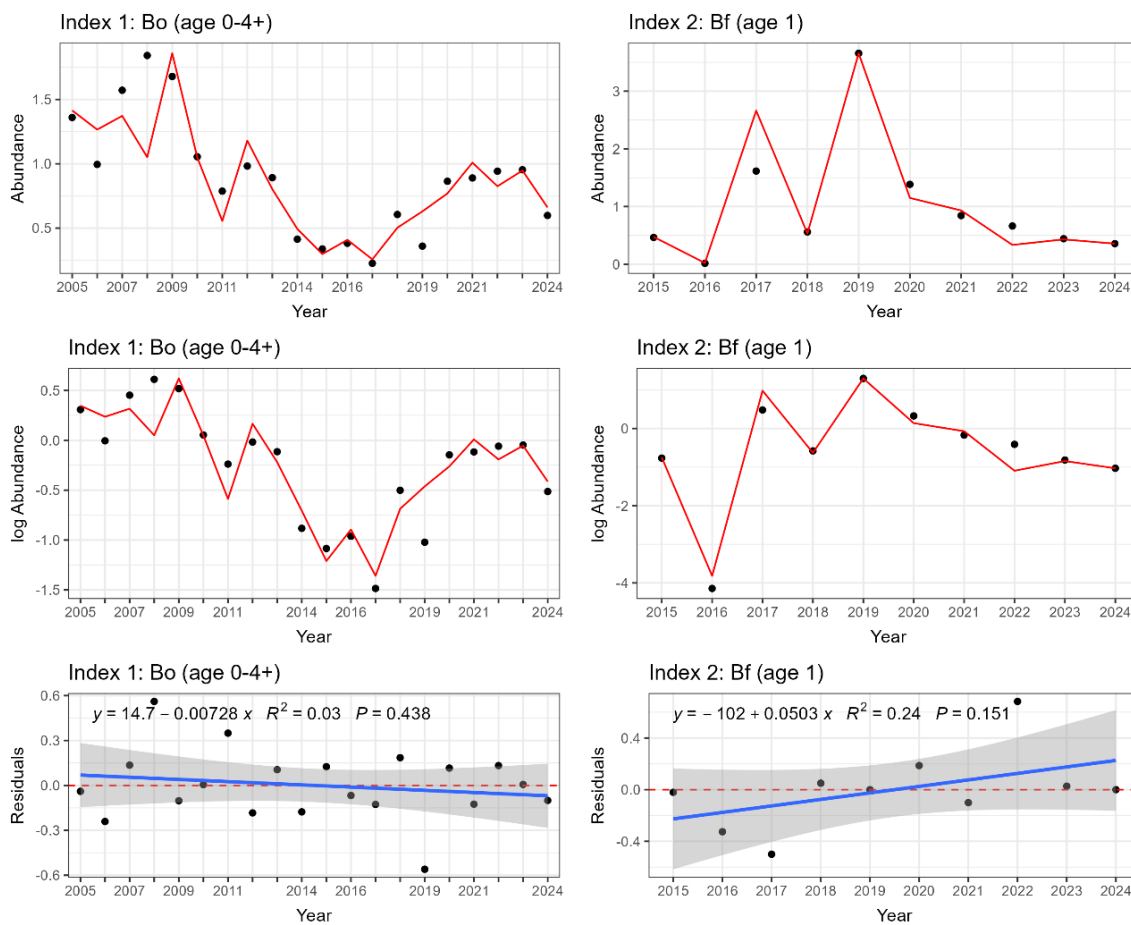 Index 1: Bo (age 0-4+)
Abundance
1.5
1.0
0.5
2005 2007 2009 2011 2014 2016 2019 2021 2024
Year
Index 2: Bf (age 1)
Abundance
3
2
1
0
2015 2016 2017 2018 2019 2020 2021 2022 2023 2024
Year
Index 1: Bo (age 0-4+)
log Abundance
0.5
0.0
-0.5
-1.0
-1.5
2005 2007 2009 2011 2014 2016 2019 2021 2024
Year
Index 2: Bf (age 1)
log Abundance
0
-2
-4
2015 2016 2017 2018 2019 2020 2021 2022 2023 2024
Year
Index 1: Bo (age 0-4+)
y = 14.7 − 0.00728 x R² = 0.03 P = 0.438
Residuals
0.6
0.3
0.0
-0.3
-0.6
2005 2007 2009 2011 2014 2016 2019 2021 2024
Year
Index 2: Bf (age 1)
y = − 102 + 0.0503 x R² = 0.24 P = 0.151
Residuals
0.4
0.0
-0.4
2015 2016 2017 2018 2019 2020 2021 2022 2023 2024
Year